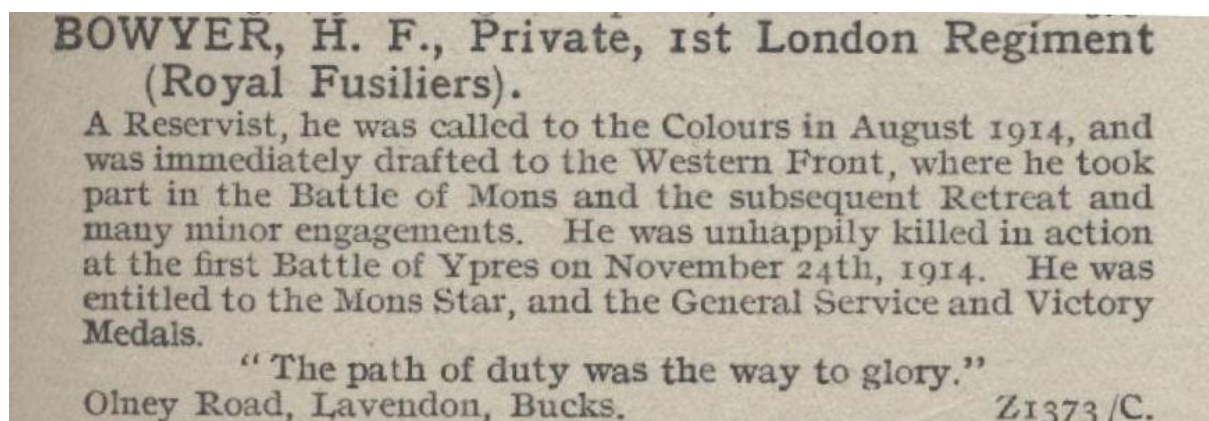 BOWYER, H. F., Private, 1st London Regiment
(Royal Fusiliers).
A Reservist, he was called to the Colours in August 1914, and
was immediately drafted to the Western Front, where he took
part in the Battle of Mons and the subsequent Retreat and
many minor engagements. He was unhappily killed in action
at the first Battle of Ypres on November 24th, 1914. He was
entitled to the Mons Star, and the General Service and Victory
Medals.
"The path of duty was the way to glory."
Olney Road, Lavendon, Bucks. Z1373/C.